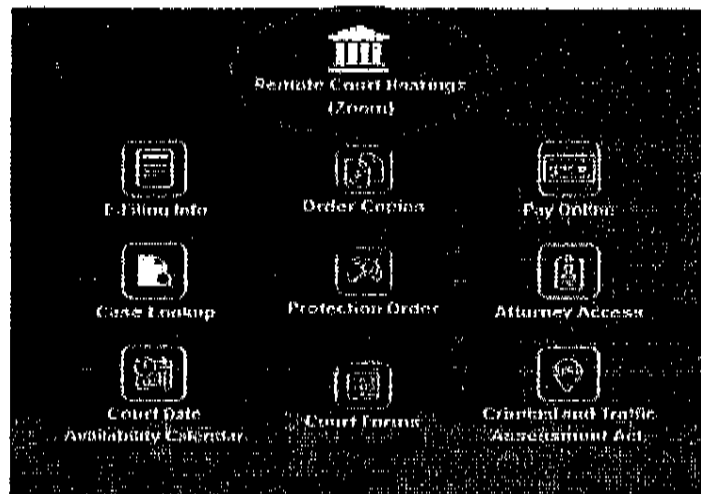 Remote Court Hearings
(Zoom)
E-Filing Info
Order Copies
Pay Online
Case Lookup
Protection Order
Attorney Access
Court Date
Availability Calendar
Court Forms
Criminal and Traffic
Assessment Act